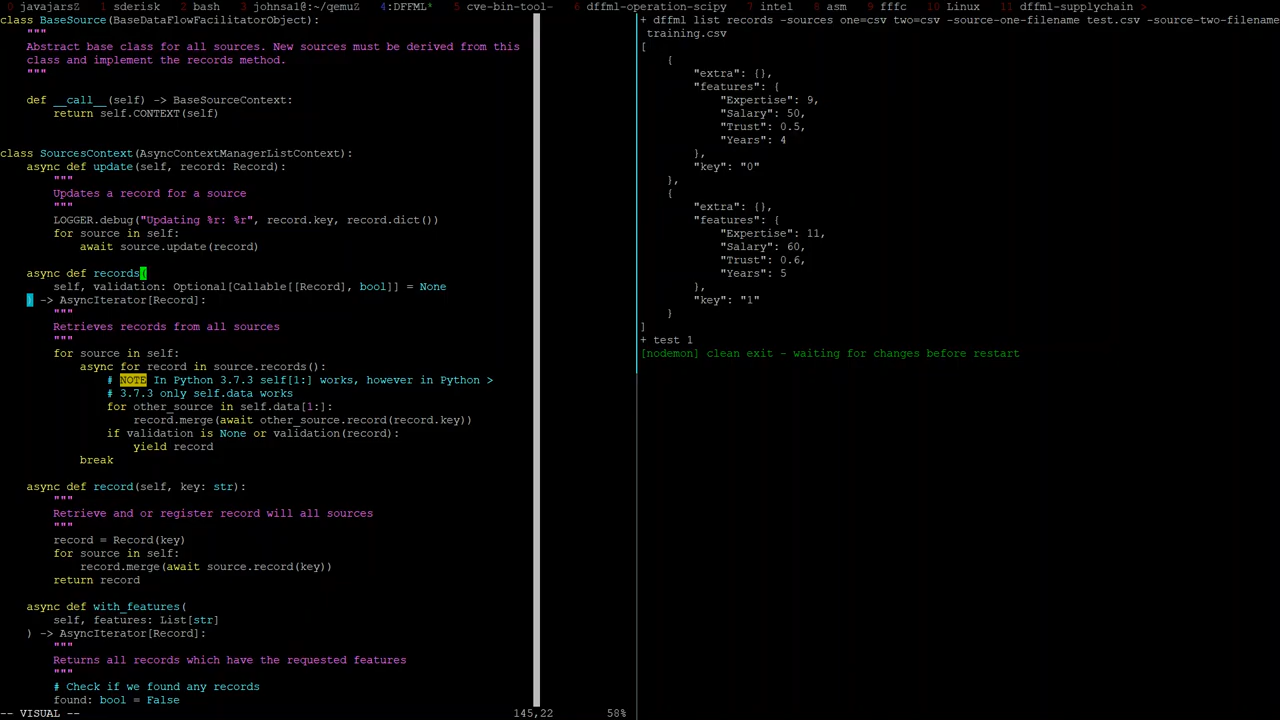 0 javajarsZ  1 sderisk  2 bash  3 johnsal@:~/qemuZ  4:DFFML*  5 cve-bin-tool-  6 dffml-operation-scipy  7 intel  8 asm  9 fffc  10 Linux  11 dffml-supplychain >
class BaseSource(BaseDataFlowFacilitatorObject):
    """
    Abstract base class for all sources. New sources must be derived from this
    class and implement the records method.
    """
    def __call__(self) -> BaseSourceContext:
        return self.CONTEXT(self)
class SourcesContext(AsyncContextManagerListContext):
    async def update(self, record: Record):
        """
        Updates a record for a source
        """
        LOGGER.debug("Updating %r: %r", record.key, record.dict())
        for source in self:
            await source.update(record)
    async def records(
        self, validation: Optional[Callable[[Record], bool]] = None
    ) -> AsyncIterator[Record]:
        """
        Retrieves records from all sources
        """
        for source in self:
            async for record in source.records():
                # NOTE In Python 3.7.3 self[1:] works, however in Python >
                # 3.7.3 only self.data works
                for other_source in self.data[1:]:
                    record.merge(await other_source.record(record.key))
                if validation is None or validation(record):
                    yield record
            break
    async def record(self, key: str):
        """
        Retrieve and or register record will all sources
        """
        record = Record(key)
        for source in self:
            record.merge(await source.record(key))
        return record
    async def with_features(
        self, features: List[str]
    ) -> AsyncIterator[Record]:
        """
        Returns all records which have the requested features
        """
        # Check if we found any records
        found: bool = False
-- VISUAL --    145,22    58%
+ dffml list records -sources one=csv two=csv -source-one-filename test.csv -source-two-filename
 training.csv
[
    {
        "extra": {},
        "features": {
            "Expertise": 9,
            "Salary": 50,
            "Trust": 0.5,
            "Years": 4
        },
        "key": "0"
    },
    {
        "extra": {},
        "features": {
            "Expertise": 11,
            "Salary": 60,
            "Trust": 0.6,
            "Years": 5
        },
        "key": "1"
    }
]
+ test 1
[nodemon] clean exit - waiting for changes before restart